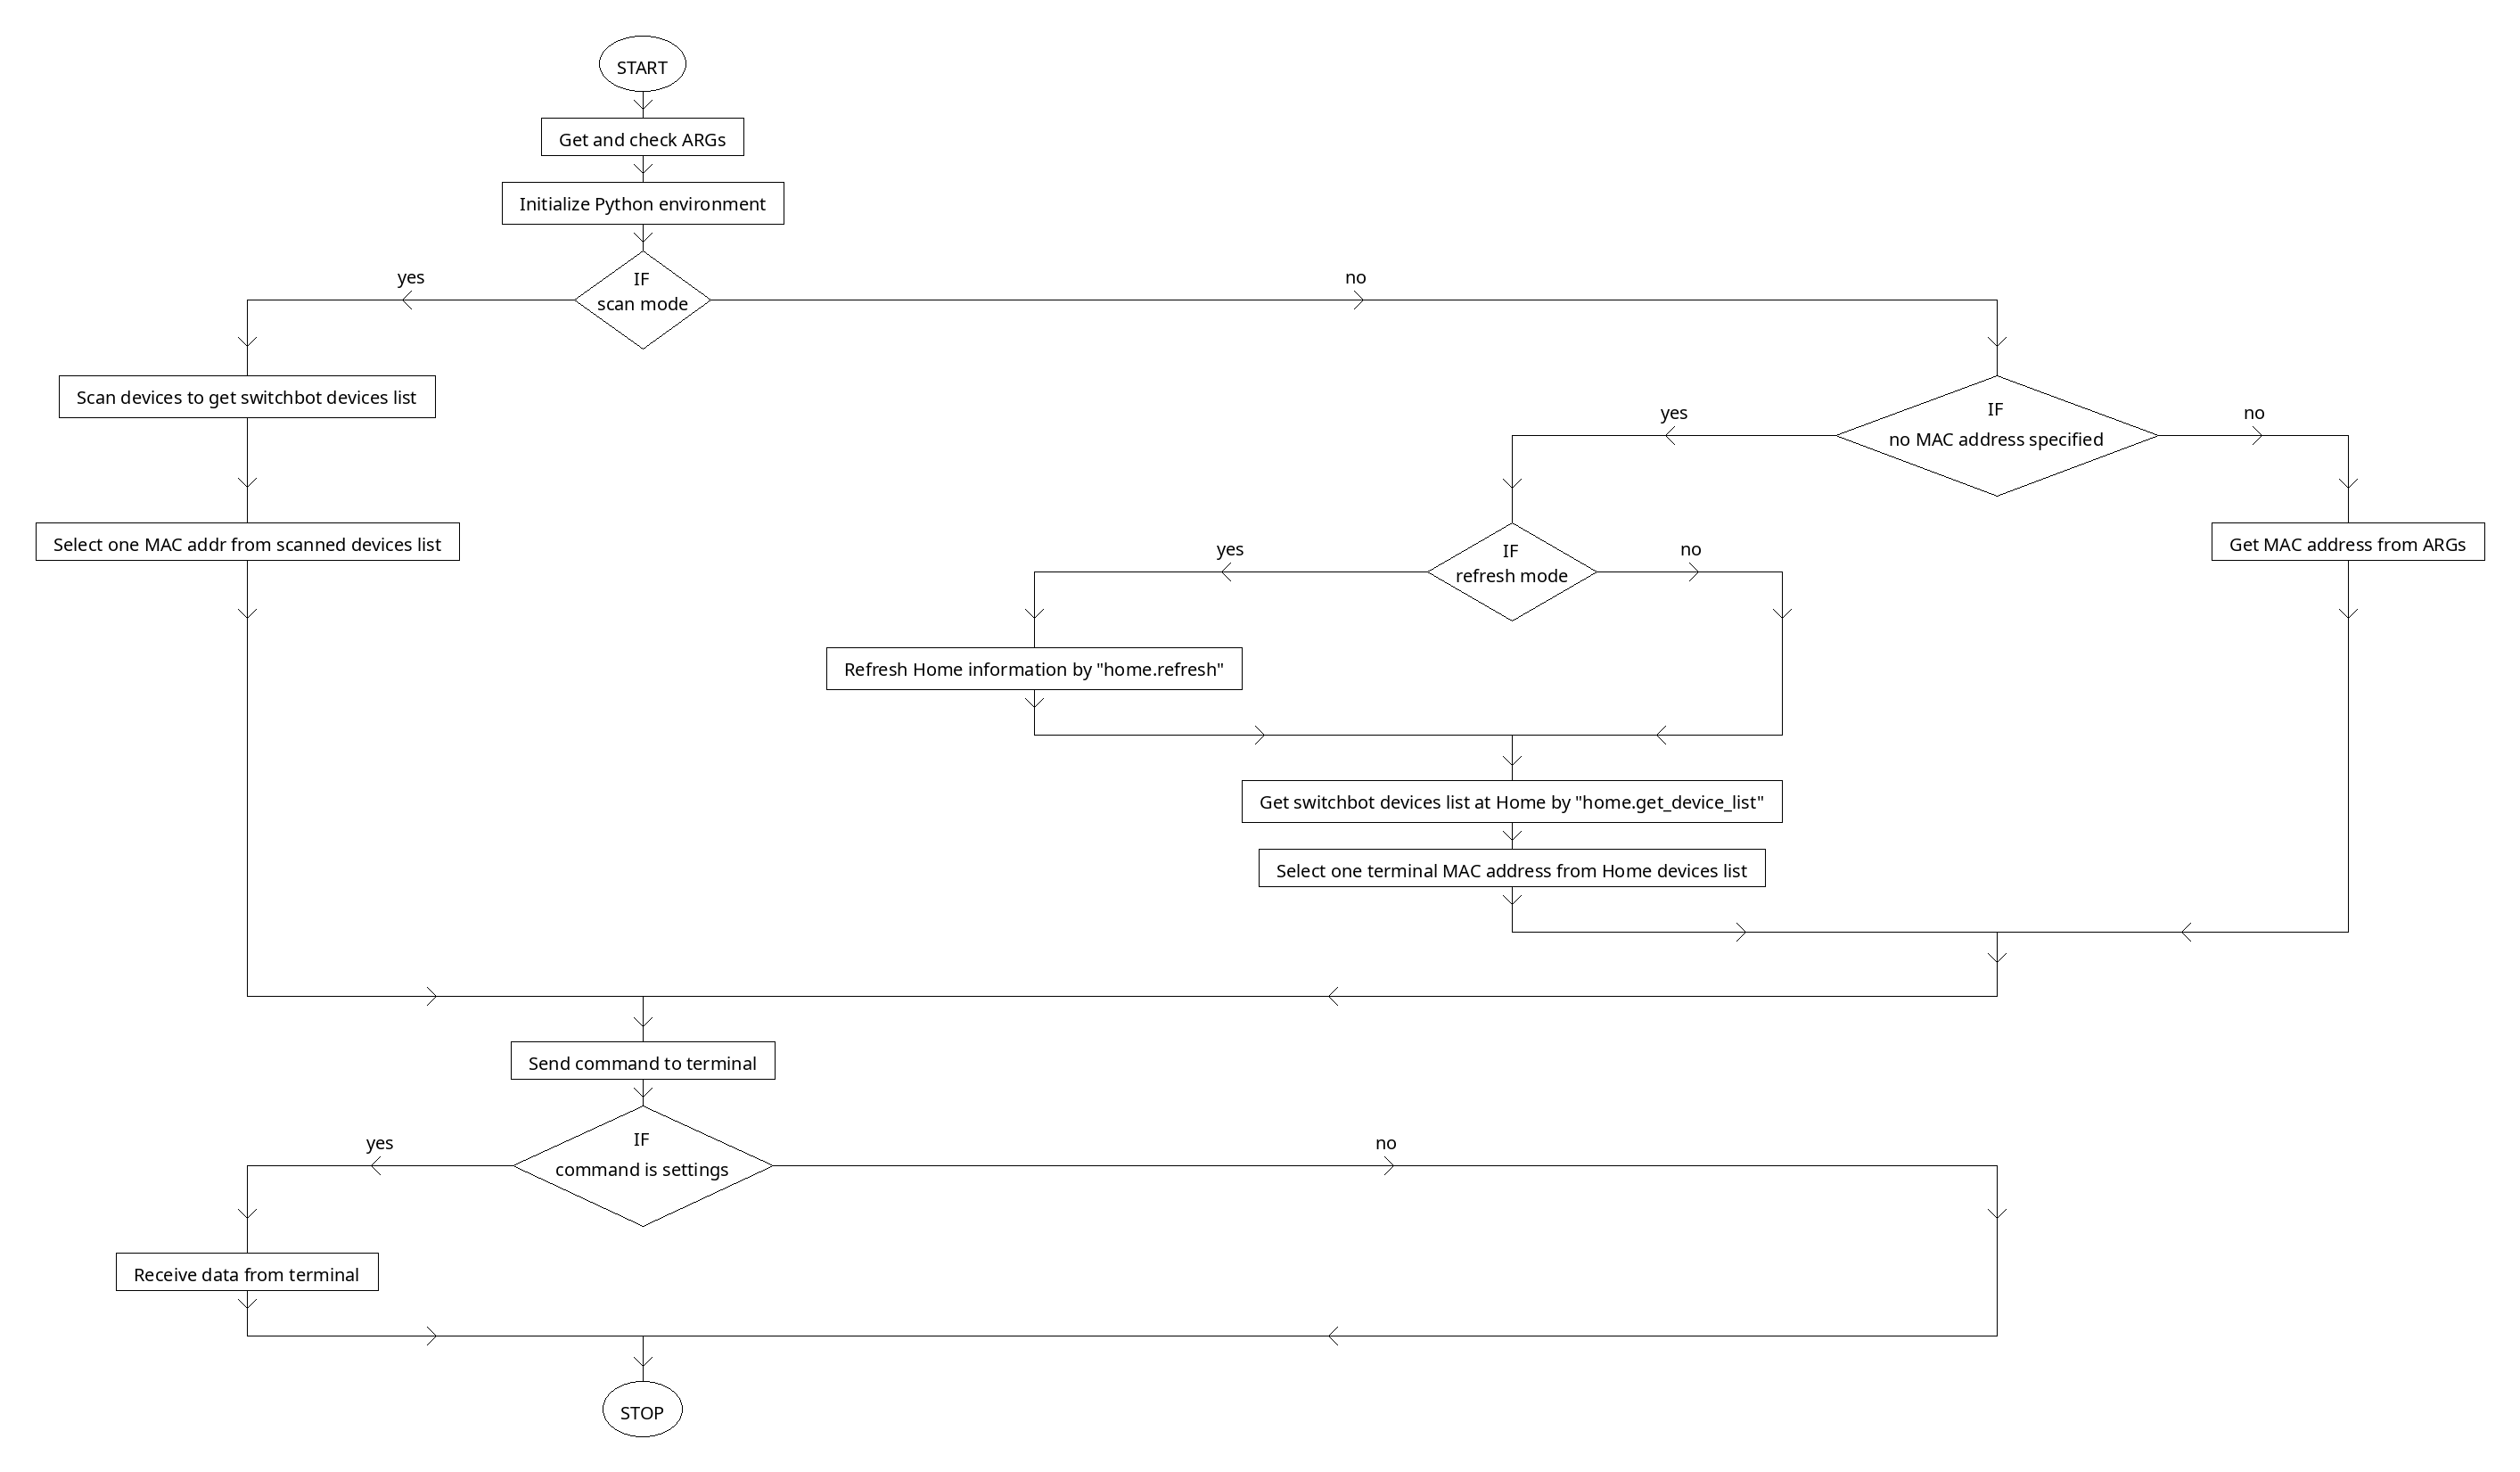 START
Get and check ARGs
Initialize Python environment
IF
scan mode
yes
no
Scan devices to get switchbot devices list
IF
no MAC address specified
yes
no
Select one MAC addr from scanned devices list
IF
refresh mode
yes
no
Get MAC address from ARGs
Refresh Home information by "home.refresh"
Get switchbot devices list at Home by "home.get_device_list"
Select one terminal MAC address from Home devices list
Send command to terminal
IF
command is settings
yes
no
Receive data from terminal
STOP